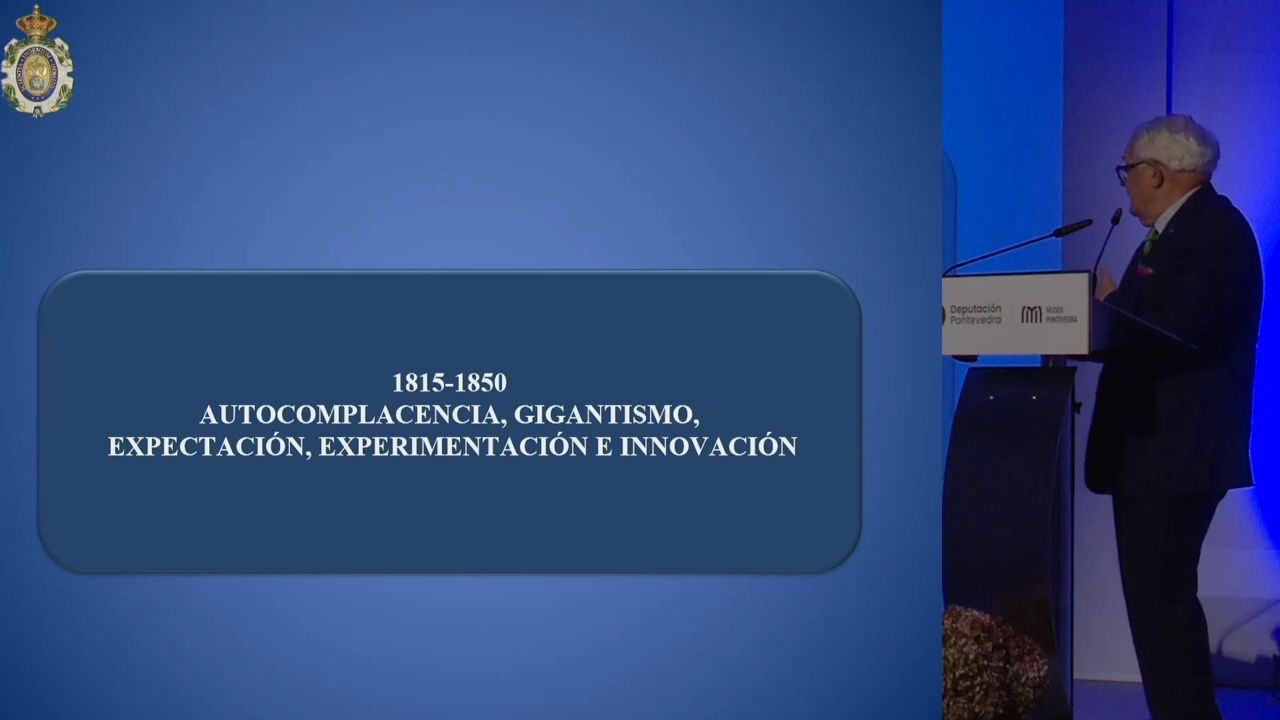 1815-1850
AUTOCOMPLACENCIA, GIGANTISMO,
EXPECTACIÓN, EXPERIMENTACIÓN E INNOVACIÓN
Deputación
Pontevedra
MUSEO
PONTEVEDRA